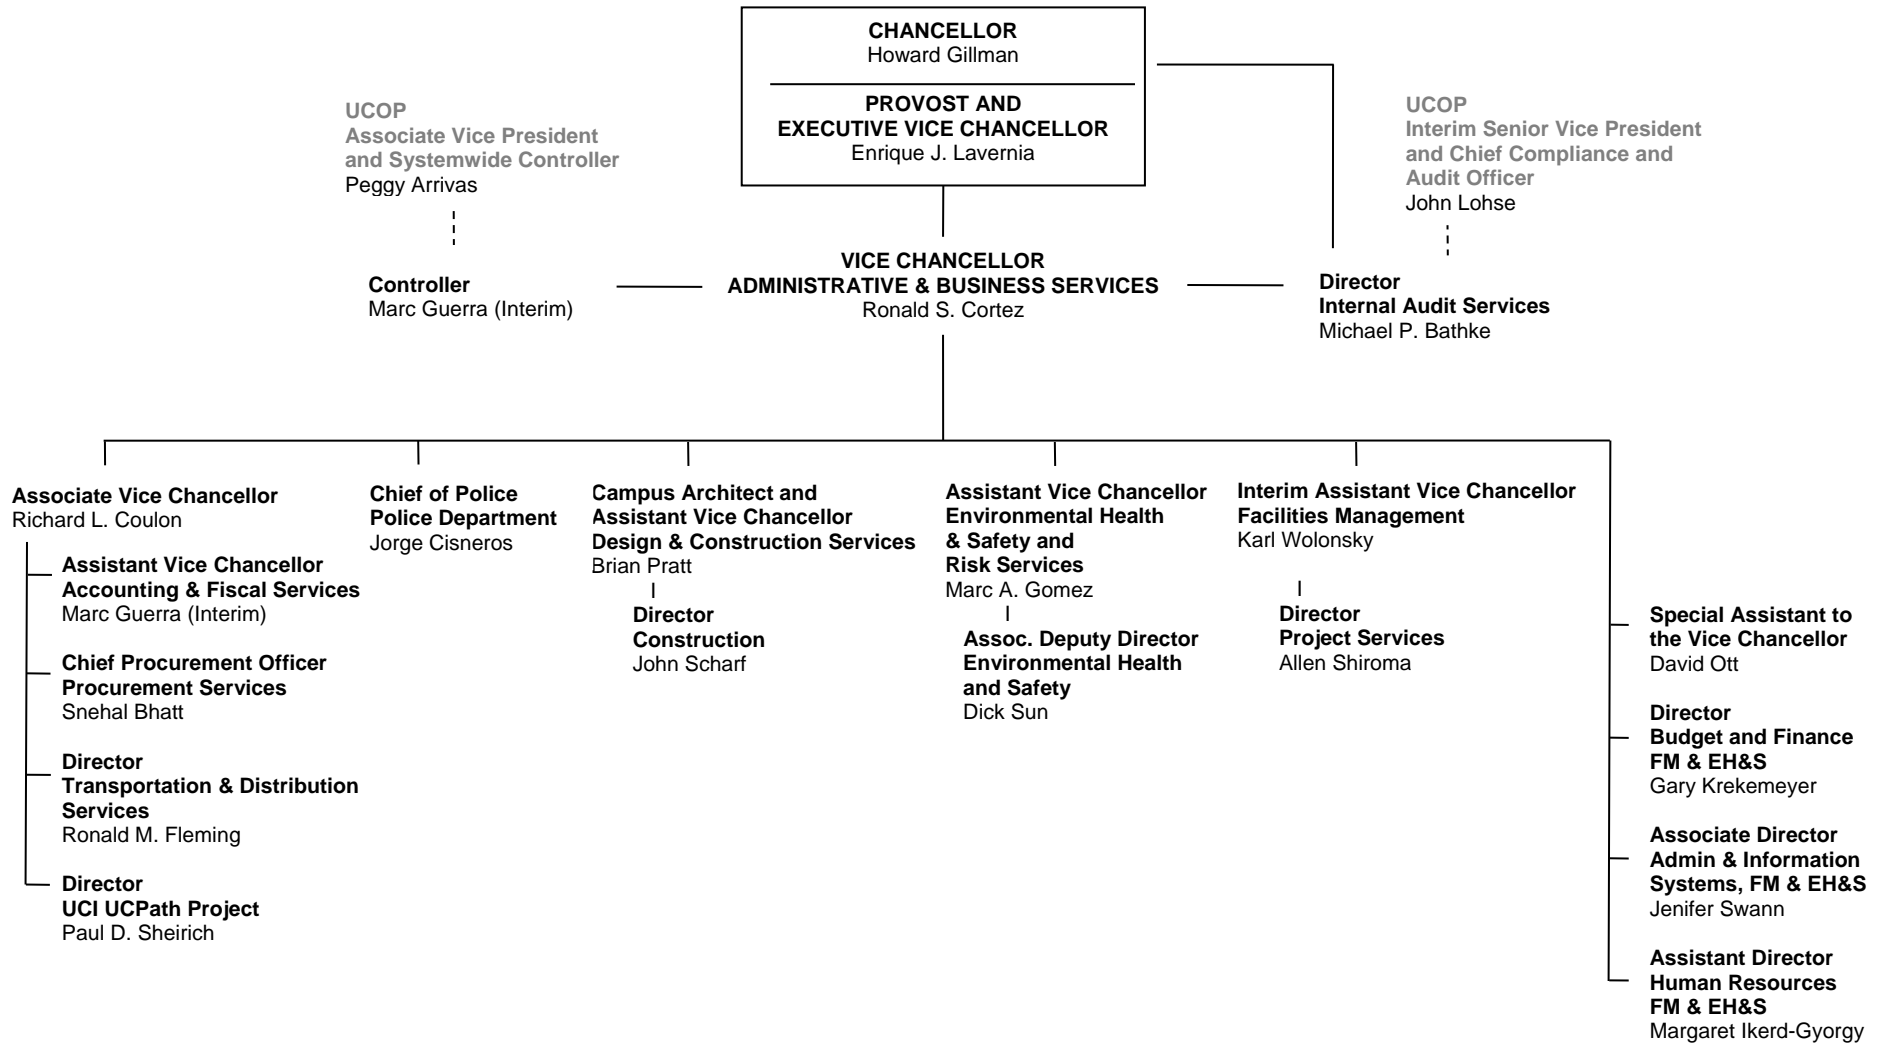 CHANCELLOR
Howard Gillman
PROVOST AND
EXECUTIVE VICE CHANCELLOR
Enrique J. Lavernia
UCOP
Associate Vice President
and Systemwide Controller
Peggy Arrivas
UCOP
Interim Senior Vice President
and Chief Compliance and
Audit Officer
John Lohse
Controller
Marc Guerra (Interim)
VICE CHANCELLOR
ADMINISTRATIVE & BUSINESS SERVICES
Ronald S. Cortez
Director
Internal Audit Services
Michael P. Bathke
Associate Vice Chancellor
Richard L. Coulon
Assistant Vice Chancellor
Accounting & Fiscal Services
Marc Guerra (Interim)
Chief Procurement Officer
Procurement Services
Snehal Bhatt
Director
Transportation & Distribution
Services
Ronald M. Fleming
Director
UCI UCPath Project
Paul D. Sheirich
Chief of Police
Police Department
Jorge Cisneros
Campus Architect and
Assistant Vice Chancellor
Design & Construction Services
Brian Pratt
Director
Construction
John Scharf
Assistant Vice Chancellor
Environmental Health
& Safety and
Risk Services
Marc A. Gomez
Assoc. Deputy Director
Environmental Health
and Safety
Dick Sun
Interim Assistant Vice Chancellor
Facilities Management
Karl Wolonsky
Director
Project Services
Allen Shiroma
Special Assistant to
the Vice Chancellor
David Ott
Director
Budget and Finance
FM & EH&S
Gary Krekemeyer
Associate Director
Admin & Information
Systems, FM & EH&S
Jenifer Swann
Assistant Director
Human Resources
FM & EH&S
Margaret Ikerd-Gyorgy